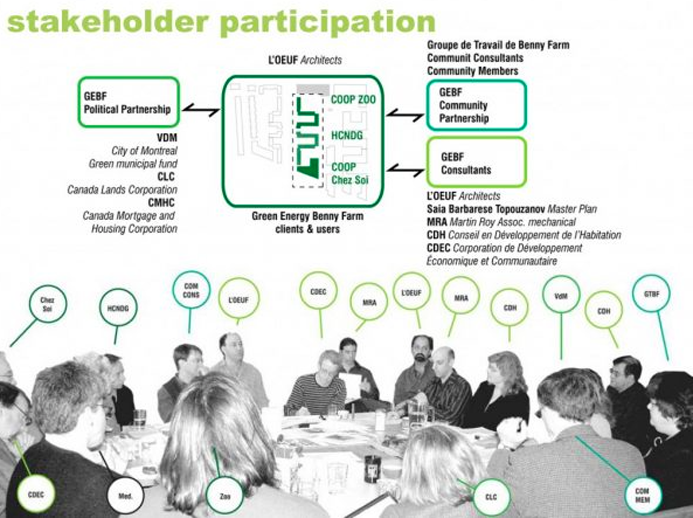 stakeholder participation
L'OEUF Architects
Groupe de Travail de Benny Farm
Communit Consultants
Community Members
GEBF
Political Partnership
COOP ZOO
HCNDG
COOP
Chez Soi
GEBF
Community
Partnership
GEBF
Consultants
VDM
City of Montreal
Green municipal fund
CLC
Canada Lands Corporation
CMHC
Canada Mortgage and
Housing Corporation
Green Energy Benny Farm
clients & users
L'OEUF Architects
Saia Barbarese Topouzanov Master Plan
MRA Martin Roy Assoc. mechanical
CDH Conseil en Développement de l'Habitation
CDEC Corporation de Développement
Économique et Communautaire
Chez
Soi
HCNDG
COM
CONS
L'OEUF
CDEC
MRA
L'OEUF
MRA
CDH
VdM
CDH
GTBF
CDEC
Med.
Zoo
CLC
COM
MEM